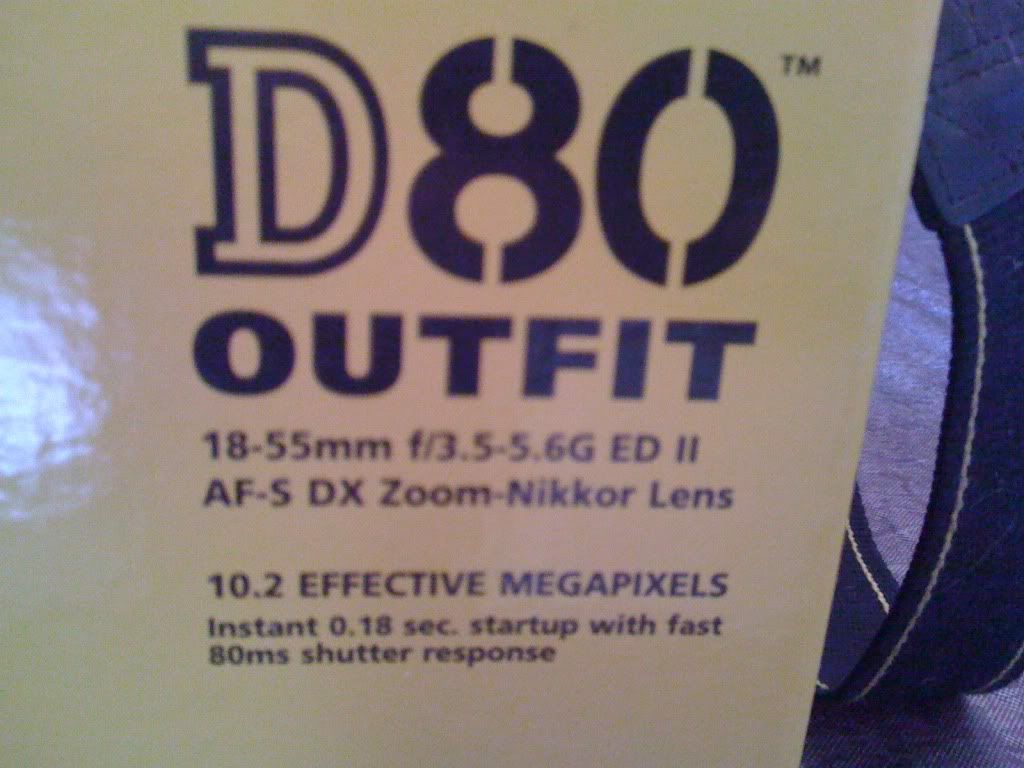 D80™
OUTFIT
18-55mm f/3.5-5.6G ED II
AF-S DX Zoom-Nikkor Lens
10.2 EFFECTIVE MEGAPIXELS
Instant 0.18 sec. startup with fast
80ms shutter response